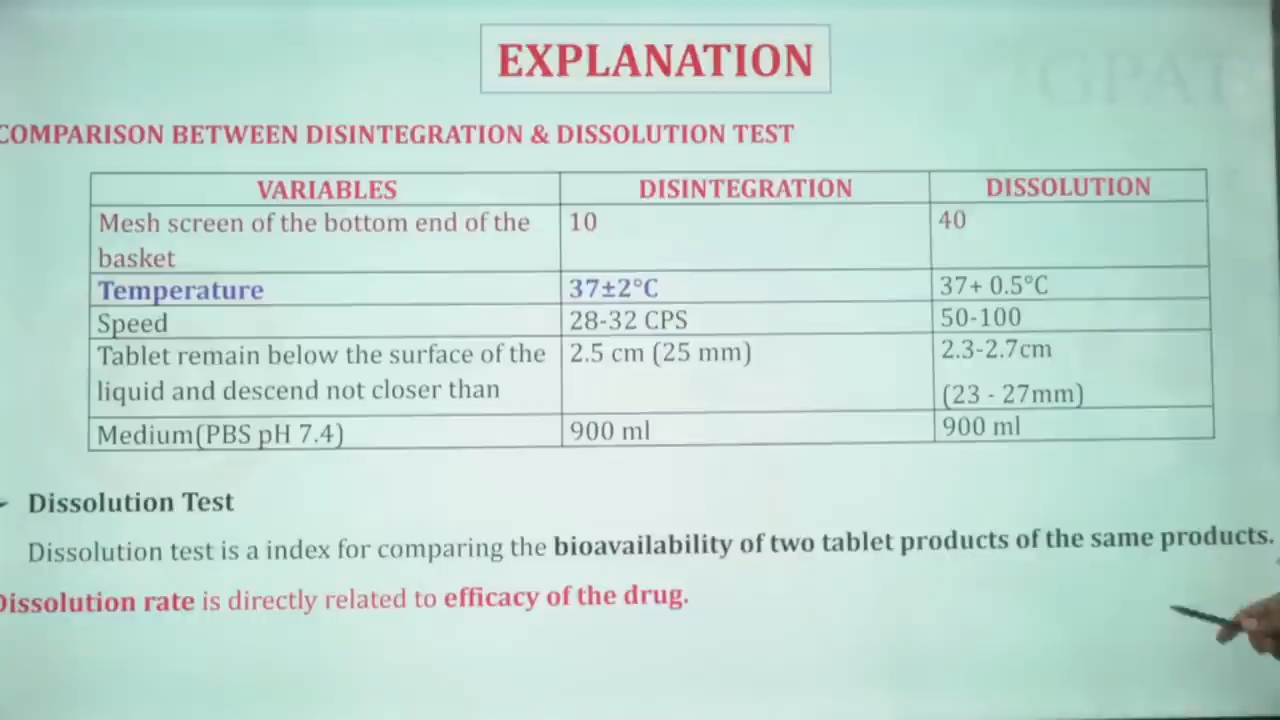 EXPLANATION
GPAT
COMPARISON BETWEEN DISINTEGRATION & DISSOLUTION TEST
VARIABLES DISINTEGRATION DISSOLUTION
Mesh screen of the bottom end of the basket 10 40
Temperature 37±2°C 37+ 0.5°C
Speed 28-32 CPS 50-100
Tablet remain below the surface of the liquid and descend not closer than 2.5 cm (25 mm) 2.3-2.7cm (23 - 27mm)
Medium(PBS pH 7.4) 900 ml 900 ml
Dissolution Test
Dissolution test is a index for comparing the bioavailability of two tablet products of the same products.
Dissolution rate is directly related to efficacy of the drug.